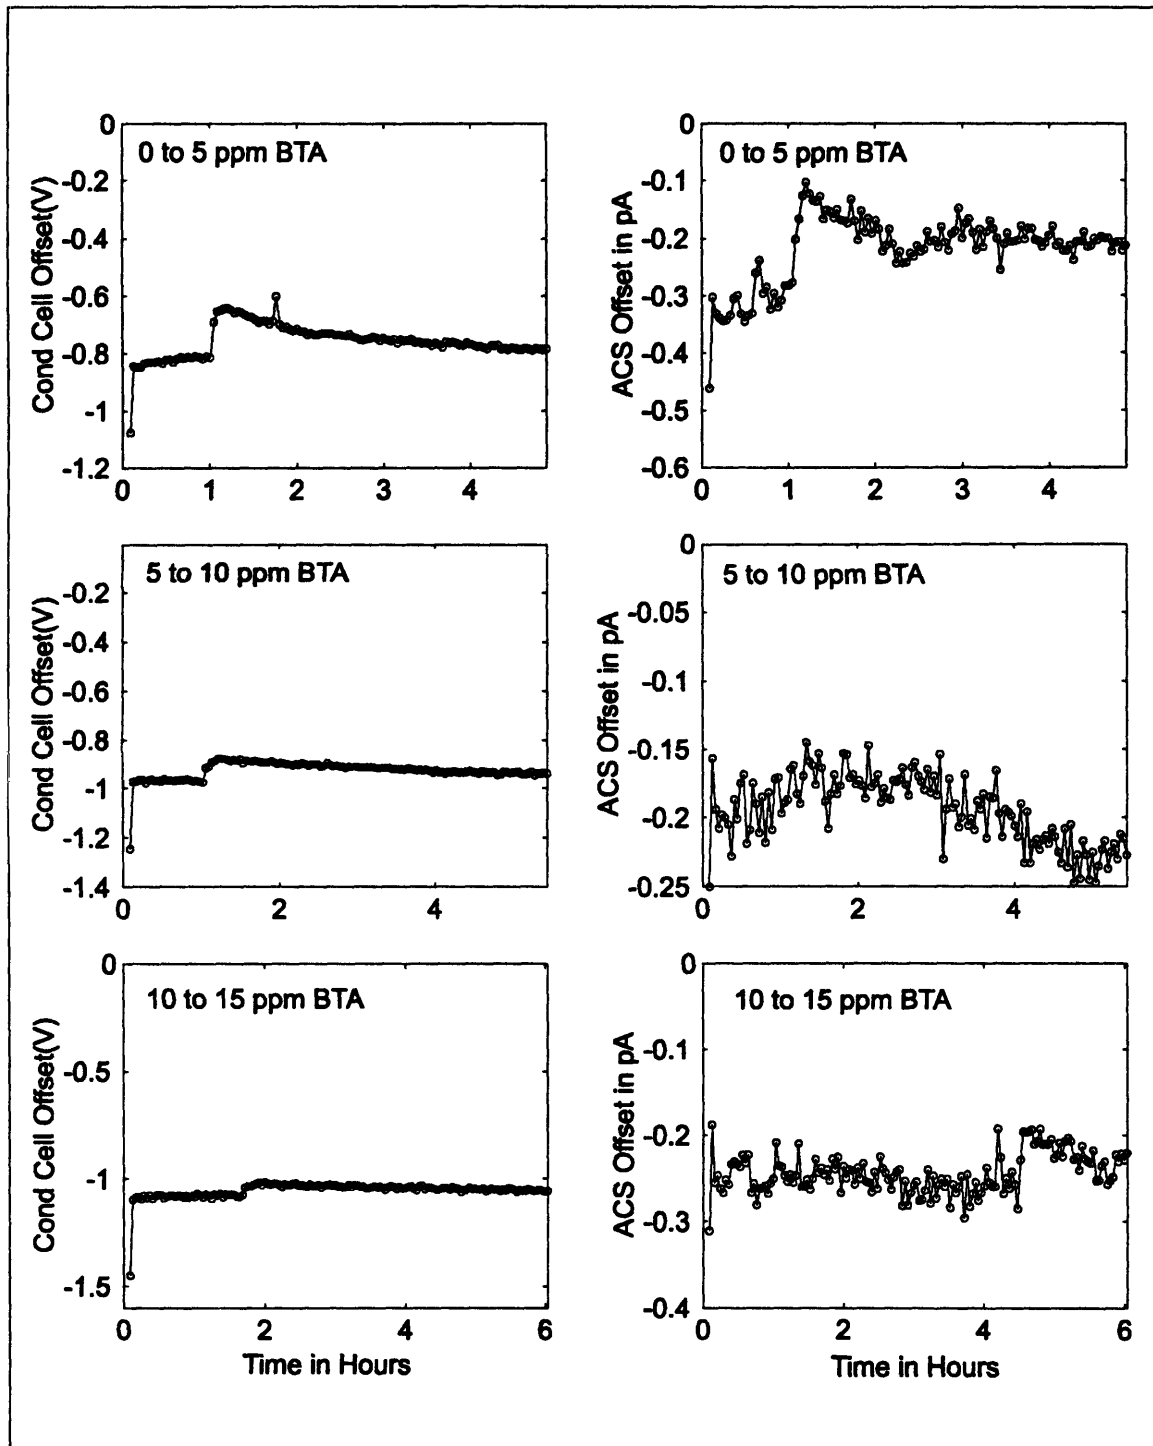 0 to 5 ppm BTA
Cond Cell Offset(V)
0
-0.2
-0.4
-0.6
-0.8
-1
-1.2
0 1 2 3 4
0 to 5 ppm BTA
ACS Offset in pA
0
-0.1
-0.2
-0.3
-0.4
-0.5
-0.6
0 1 2 3 4
5 to 10 ppm BTA
Cond Cell Offset(V)
-0.2
-0.4
-0.6
-0.8
-1
-1.2
-1.4
0 2 4
5 to 10 ppm BTA
ACS Offset in pA
0
-0.05
-0.1
-0.15
-0.2
-0.25
0 2 4
10 to 15 ppm BTA
Cond Cell Offset(V)
0
-0.5
-1
-1.5
0 2 4 6
Time in Hours
10 to 15 ppm BTA
ACS Offset in pA
0
-0.1
-0.2
-0.3
-0.4
0 2 4 6
Time in Hours